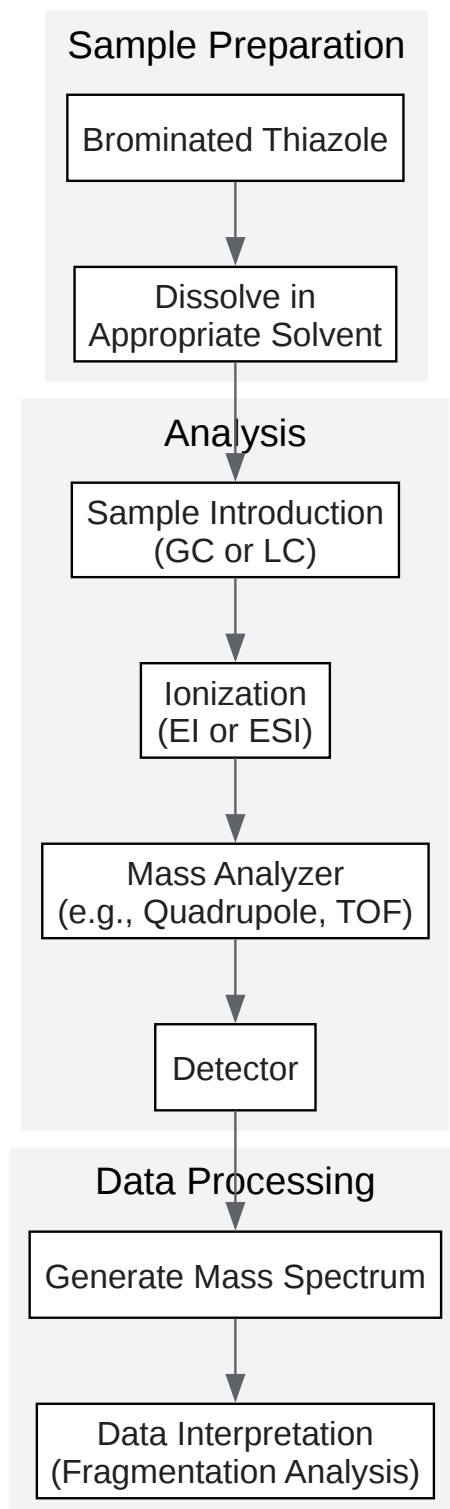 Sample Preparation
Brominated Thiazole
Dissolve in
Appropriate Solvent
Analysis
Sample Introduction
(GC or LC)
Ionization
(EI or ESI)
Mass Analyzer
(e.g., Quadrupole, TOF)
Detector
Data Processing
Generate Mass Spectrum
Data Interpretation
(Fragmentation Analysis)